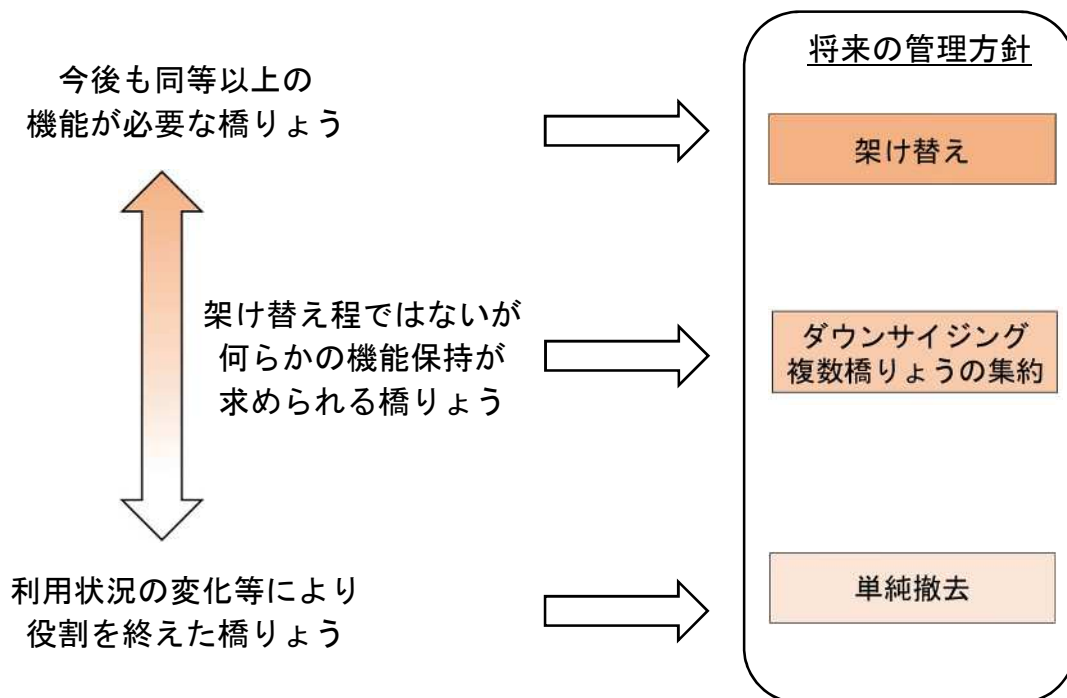 将来の管理方針
今後も同等以上の
機能が必要な橋りょう
架け替え
架け替え程ではないが
何らかの機能保持が
求められる橋りょう
ダウンサイジング
複数橋りょうの集約
利用状況の変化等により
役割を終えた橋りょう
単純撤去